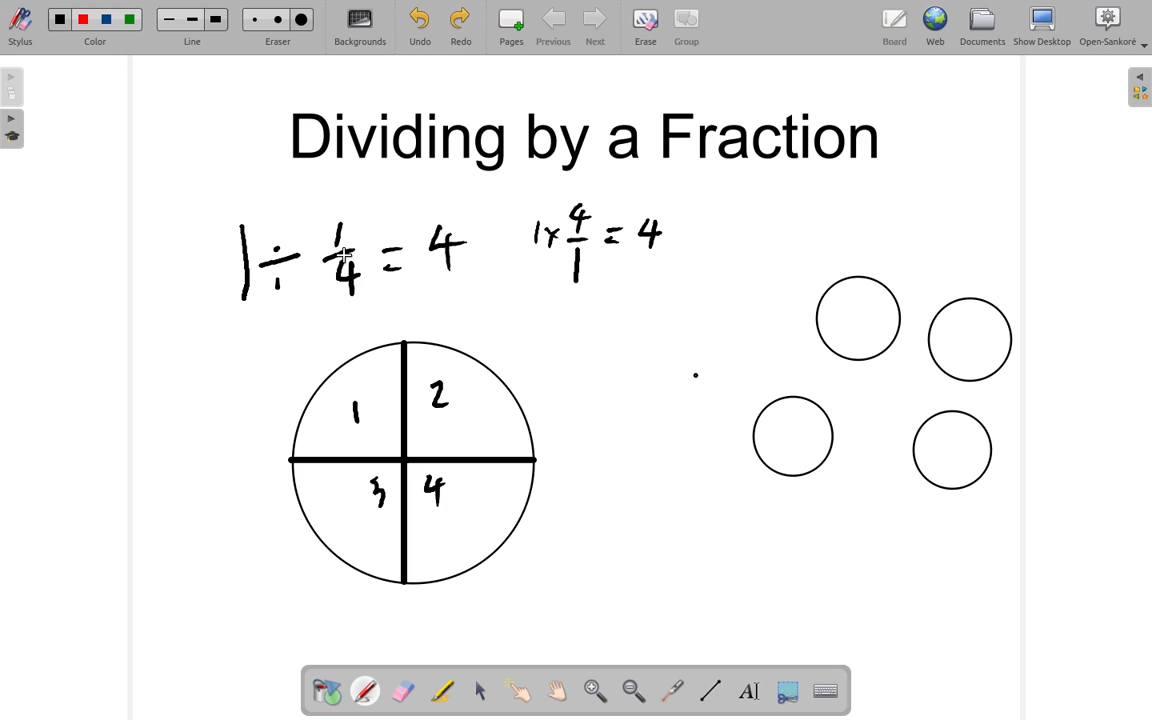 Stylus Color Line Eraser Backgrounds Undo Redo Pages Previous Next Erase Group Board Web Documents Show Desktop Open-Sankoré
Dividing by a Fraction
1 ÷ 1/4 = 4
1 × 4/1 = 4
1 2
3 4
AI